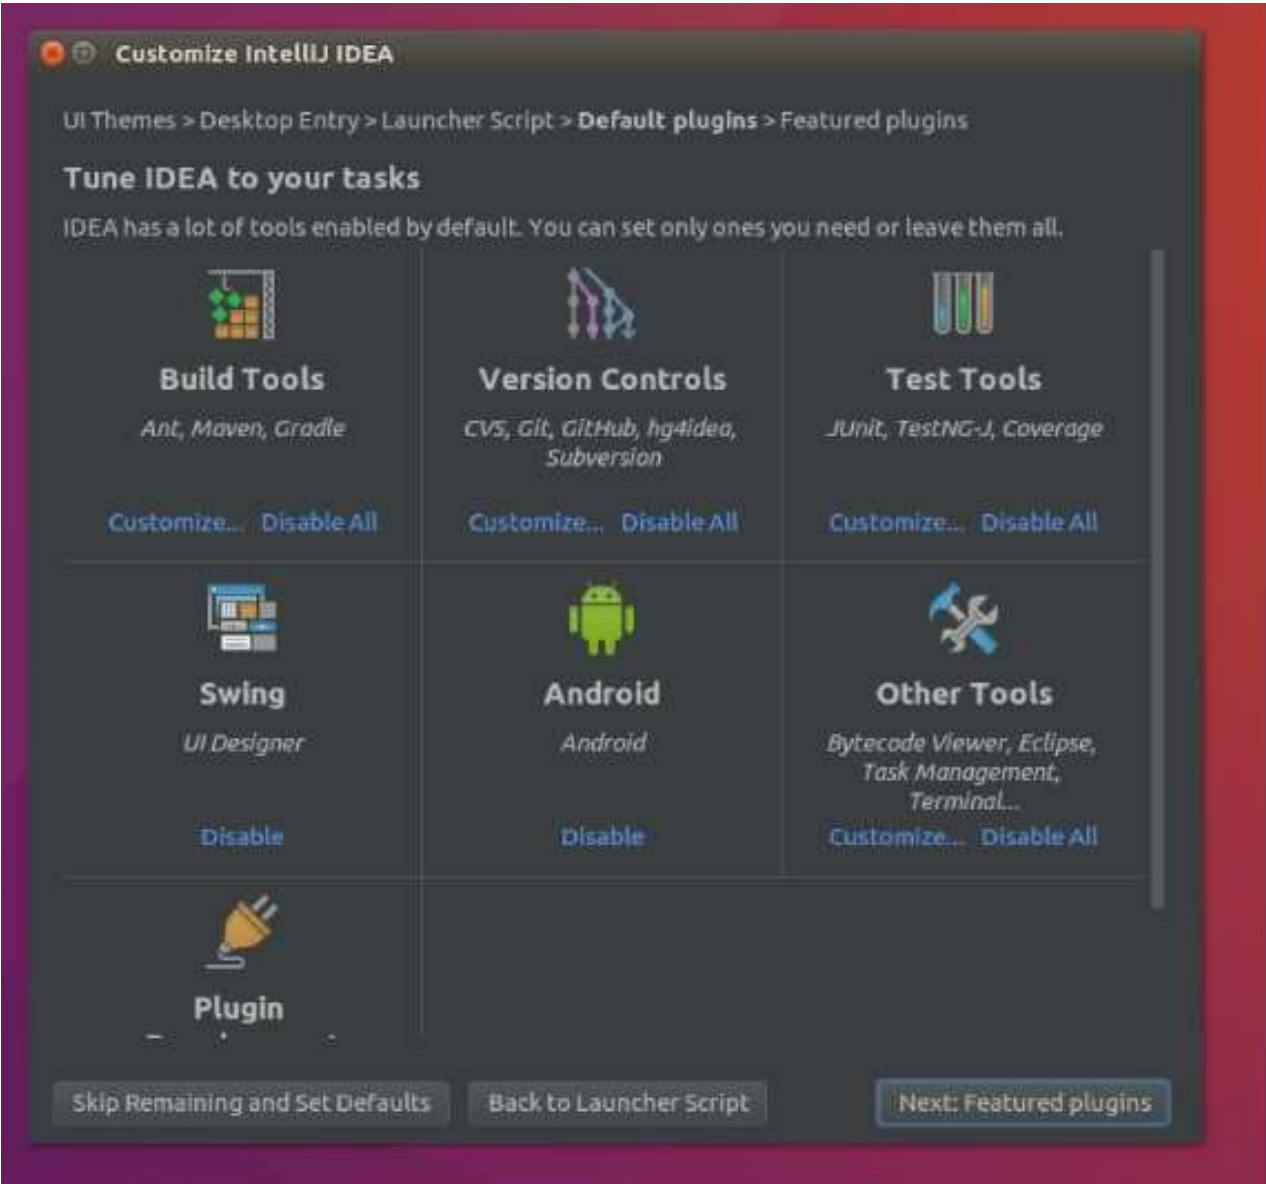 Customize IntelliJ IDEA
UI Themes > Desktop Entry > Launcher Script > Default plugins > Featured plugins
Tune IDEA to your tasks
IDEA has a lot of tools enabled by default. You can set only ones you need or leave them all.
Build Tools
Ant, Maven, Gradle
Customize... Disable All
Version Controls
CVS, Git, GitHub, hg4idea,
Subversion
Customize... Disable All
Test Tools
JUnit, TestNG-J, Coverage
Customize... Disable All
Swing
UI Designer
Disable
Android
Android
Disable
Other Tools
Bytecode Viewer, Eclipse,
Task Management,
Terminal...
Customize... Disable All
Plugin
Skip Remaining and Set Defaults
Back to Launcher Script
Next: Featured plugins